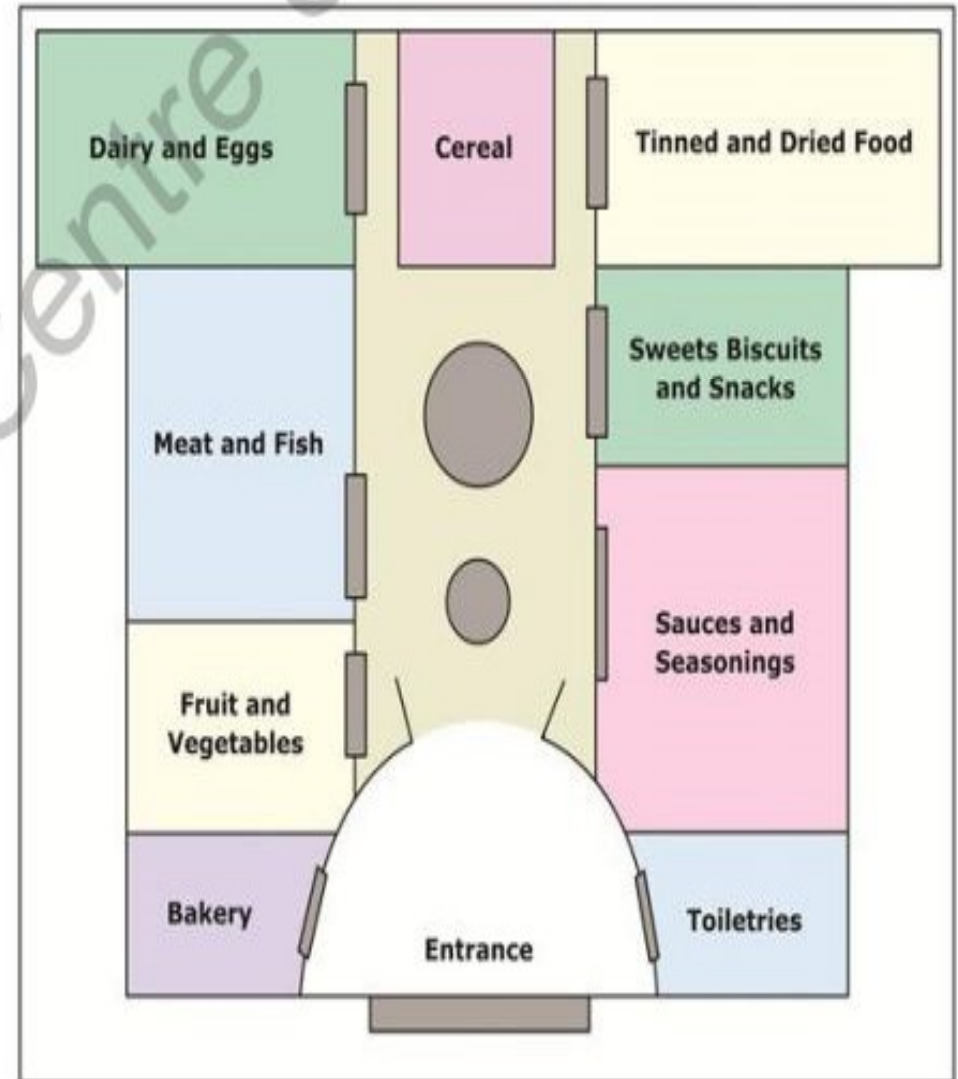 Centre
Dairy and Eggs
Cereal
Tinned and Dried Food
Sweets Biscuits
and Snacks
Meat and Fish
Sauces and
Seasonings
Fruit and
Vegetables
Bakery
Toiletries
Entrance